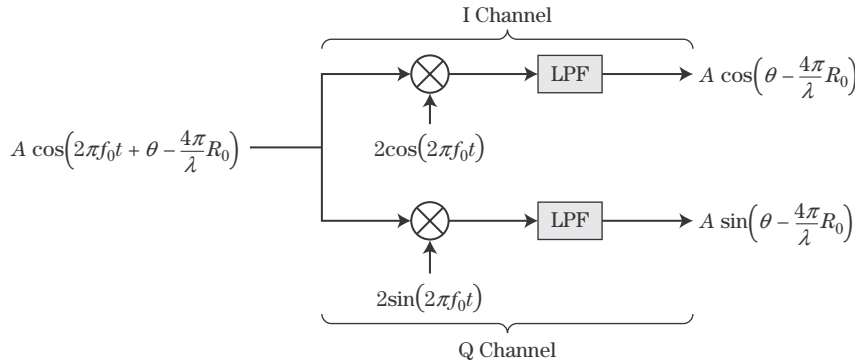 I Channel
LPF
A cos(θ − 4π/λ R₀)
2cos(2πf₀t)
A cos(2πf₀t + θ − 4π/λ R₀)
LPF
A sin(θ − 4π/λ R₀)
2sin(2πf₀t)
Q Channel